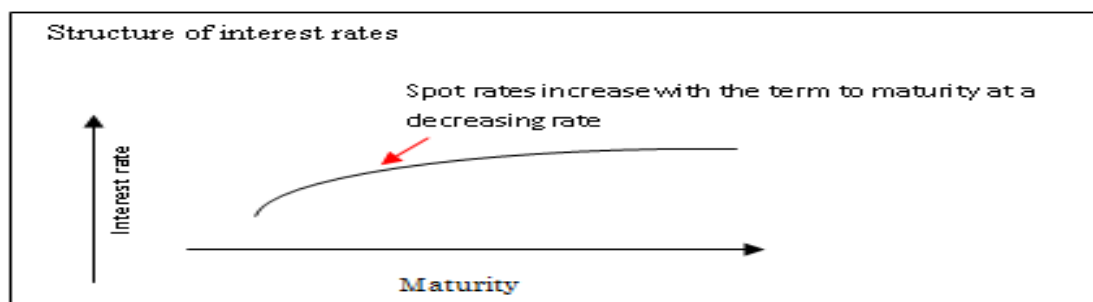 Structure of interest rates
Spot rates increase with the term to maturity at a
decreasing rate
Interest rate
Maturity